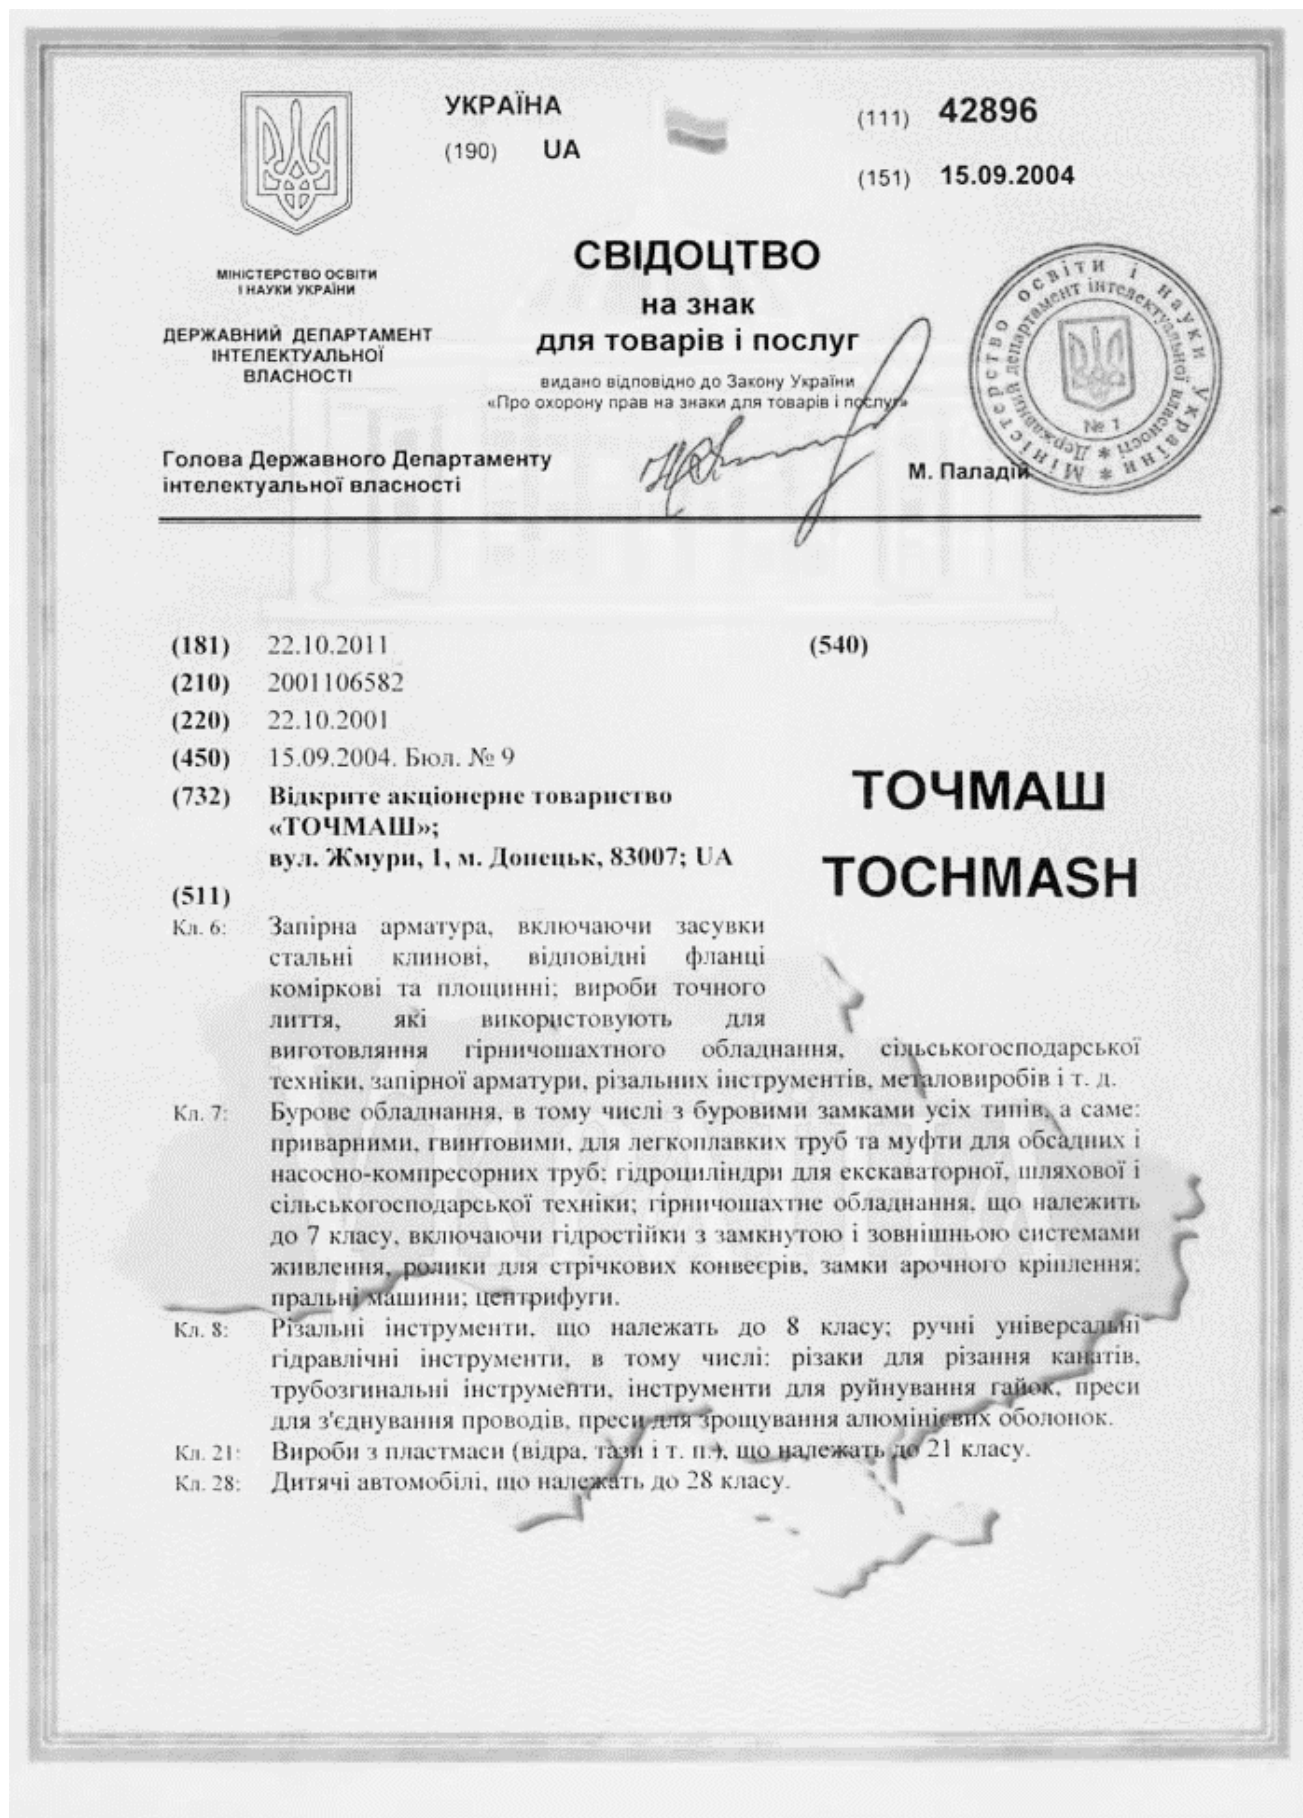 УКРАЇНА
(190) UA
(111) 42896
(151) 15.09.2004
МІНІСТЕРСТВО ОСВІТИ
І НАУКИ УКРАЇНИ
ДЕРЖАВНИЙ ДЕПАРТАМЕНТ
ІНТЕЛЕКТУАЛЬНОЇ
ВЛАСНОСТІ
СВІДОЦТВО
на знак
для товарів і послуг
видано відповідно до Закону України
«Про охорону прав на знаки для товарів і послуг»
Міністерство освіти і науки України
Державний департамент інтелектуальної власності
№ 1
Голова Державного Департаменту
інтелектуальної власності
М. Паладій
(181) 22.10.2011
(540)
(210) 2001106582
(220) 22.10.2001
(450) 15.09.2004. Бюл. № 9
(732) Відкрите акціонерне товариство
«ТОЧМАШ»;
вул. Жмури, 1, м. Донецьк, 83007; UA
ТОЧМАШ
TOCHMASH
(511)
Кл. 6: Запірна арматура, включаючи засувки
стальні клинові, відповідні фланці
коміркові та площинні; вироби точного
лиття, які використовують для
виготовляння гірничошахтного обладнання, сільськогосподарської
техніки, запірної арматури, різальних інструментів, металовиробів і т. д.
Кл. 7: Бурове обладнання, в тому числі з буровими замками усіх типів, а саме:
приварними, гвинтовими, для легкоплавких труб та муфти для обсадних і
насосно-компресорних труб; гідроциліндри для екскаваторної, шляхової і
сільськогосподарської техніки; гірничошахтне обладнання, що належить
до 7 класу, включаючи гідростійки з замкнутою і зовнішньою системами
живлення, ролики для стрічкових конвеєрів, замки арочного кріплення;
пральні машини; центрифуги.
Кл. 8: Різальні інструменти, що належать до 8 класу; ручні універсальні
гідравлічні інструменти, в тому числі: різаки для різання канатів,
трубозгинальні інструменти, інструменти для руйнування гайок, преси
для з'єднування проводів, преси для зрощування алюмінієвих оболонок.
Кл. 21: Вироби з пластмаси (відра, тази і т. п.), що належать до 21 класу.
Кл. 28: Дитячі автомобілі, що належать до 28 класу.